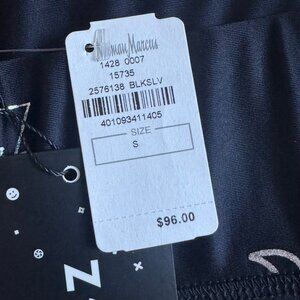 Neiman Marcus
1428 0007
15735
2576138 BLKSLV
401093411405
SIZE
S
$96.00
Z